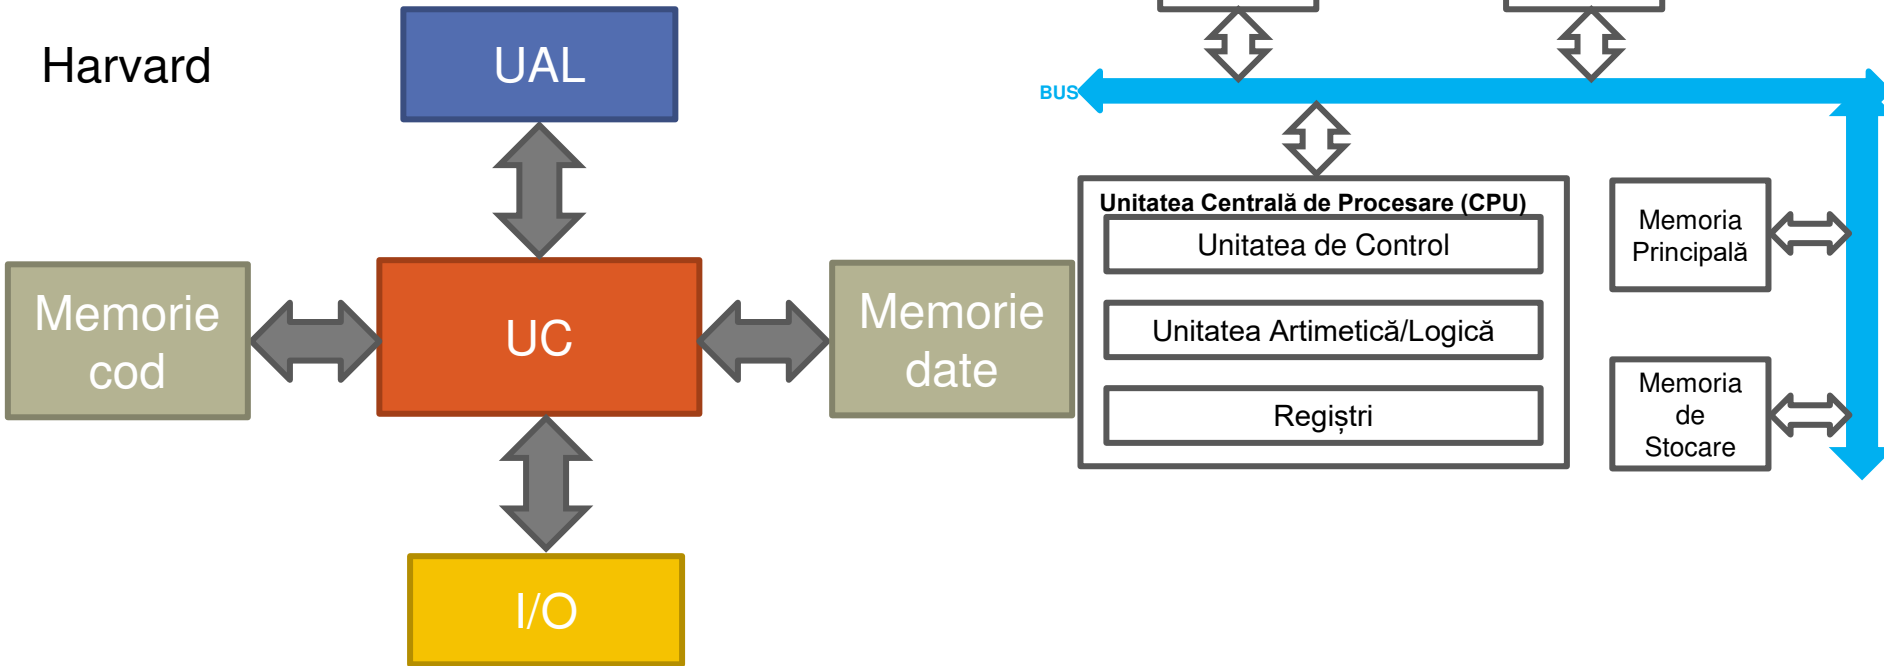 Harvard
UAL
Memorie
cod
UC
Memorie
date
I/O
BUS
Unitatea Centrală de Procesare (CPU)
Unitatea de Control
Unitatea Artimetică/Logică
Regiștri
Memoria
Principală
Memoria
de
Stocare